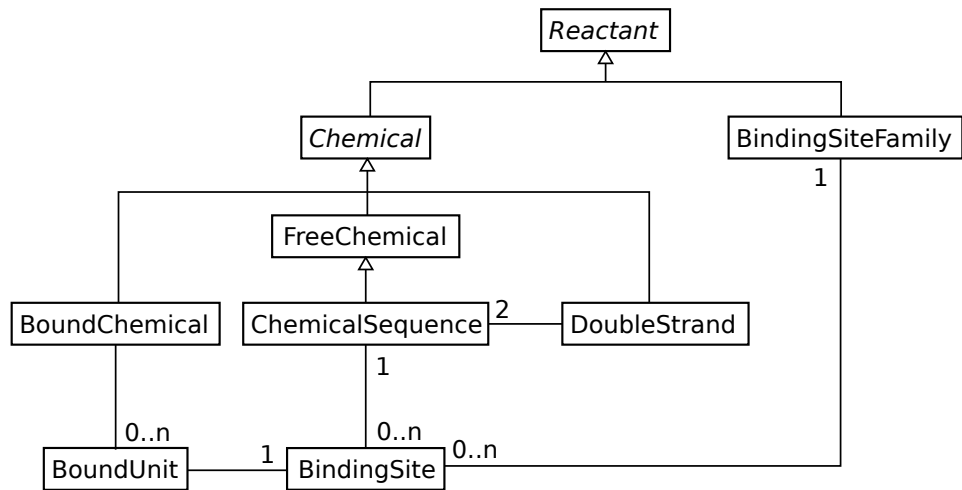 Reactant
Chemical
BindingSiteFamily
1
FreeChemical
BoundChemical
ChemicalSequence
2
DoubleStrand
1
0..n
0..n
0..n
BoundUnit
1
BindingSite